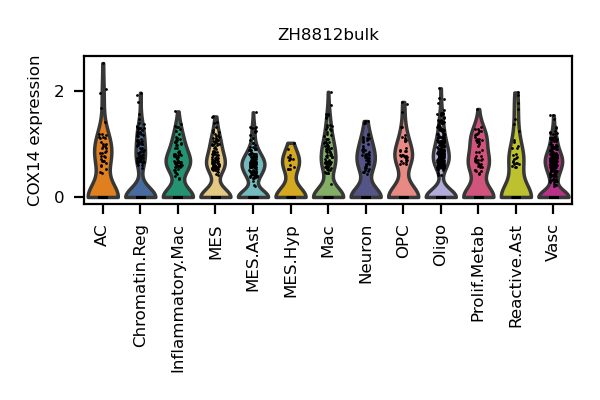 ZH8812bulk
COX14 expression
2
0
AC
Chromatin.Reg
Inflammatory.Mac
MES
MES.Ast
MES.Hyp
Mac
Neuron
OPC
Oligo
Prolif.Metab
Reactive.Ast
Vasc